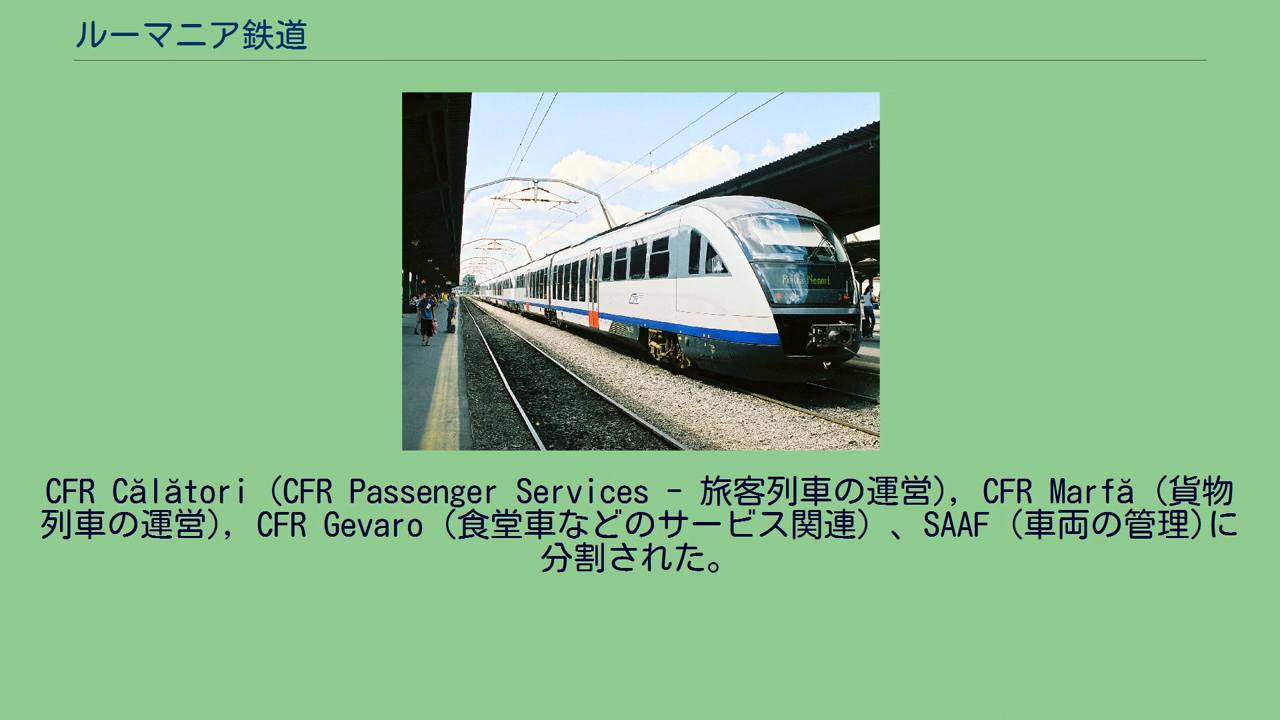 ルーマニア鉄道
CFR Călători (CFR Passenger Services - 旅客列車の運営), CFR Marfă (貨物
列車の運営), CFR Gevaro (食堂車などのサービス関連) 、SAAF (車両の管理)に
分割された。